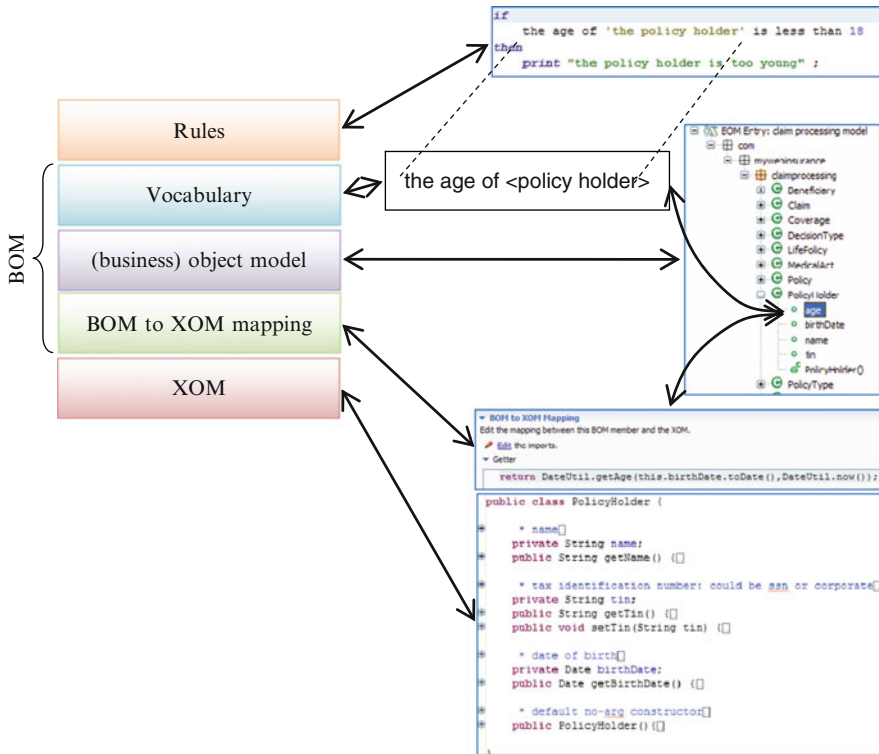 if
the age of 'the policy holder' is less than 18
then
print "the policy holder is too young" ;
Rules
Vocabulary
(business) object model
BOM to XOM mapping
XOM
BOM
the age of <policy holder>
BOM Entry: claim processing model
com
mywebinsurance
claimprocessing
Beneficiary
Claim
Coverage
DecisionType
LifePolicy
MedicalAct
Policy
PolicyHolder
age
birthDate
name
tin
PolicyHolder()
PolicyType
BOM to XOM Mapping
Edit the mapping between this BOM member and the XOM.
Edit the imports.
Getter
return DateUtil.getAge(this.birthDate.toDate(),DateUtil.now());
public class PolicyHolder {
* name
private String name;
public String getName() {
* tax identification number: could be ssn or corporate
private String tin;
public String getTin() {
public void setTin(String tin) {
* date of birth
private Date birthDate;
public Date getBirthDate() {
* default no-arg constructor
public PolicyHolder(){
}